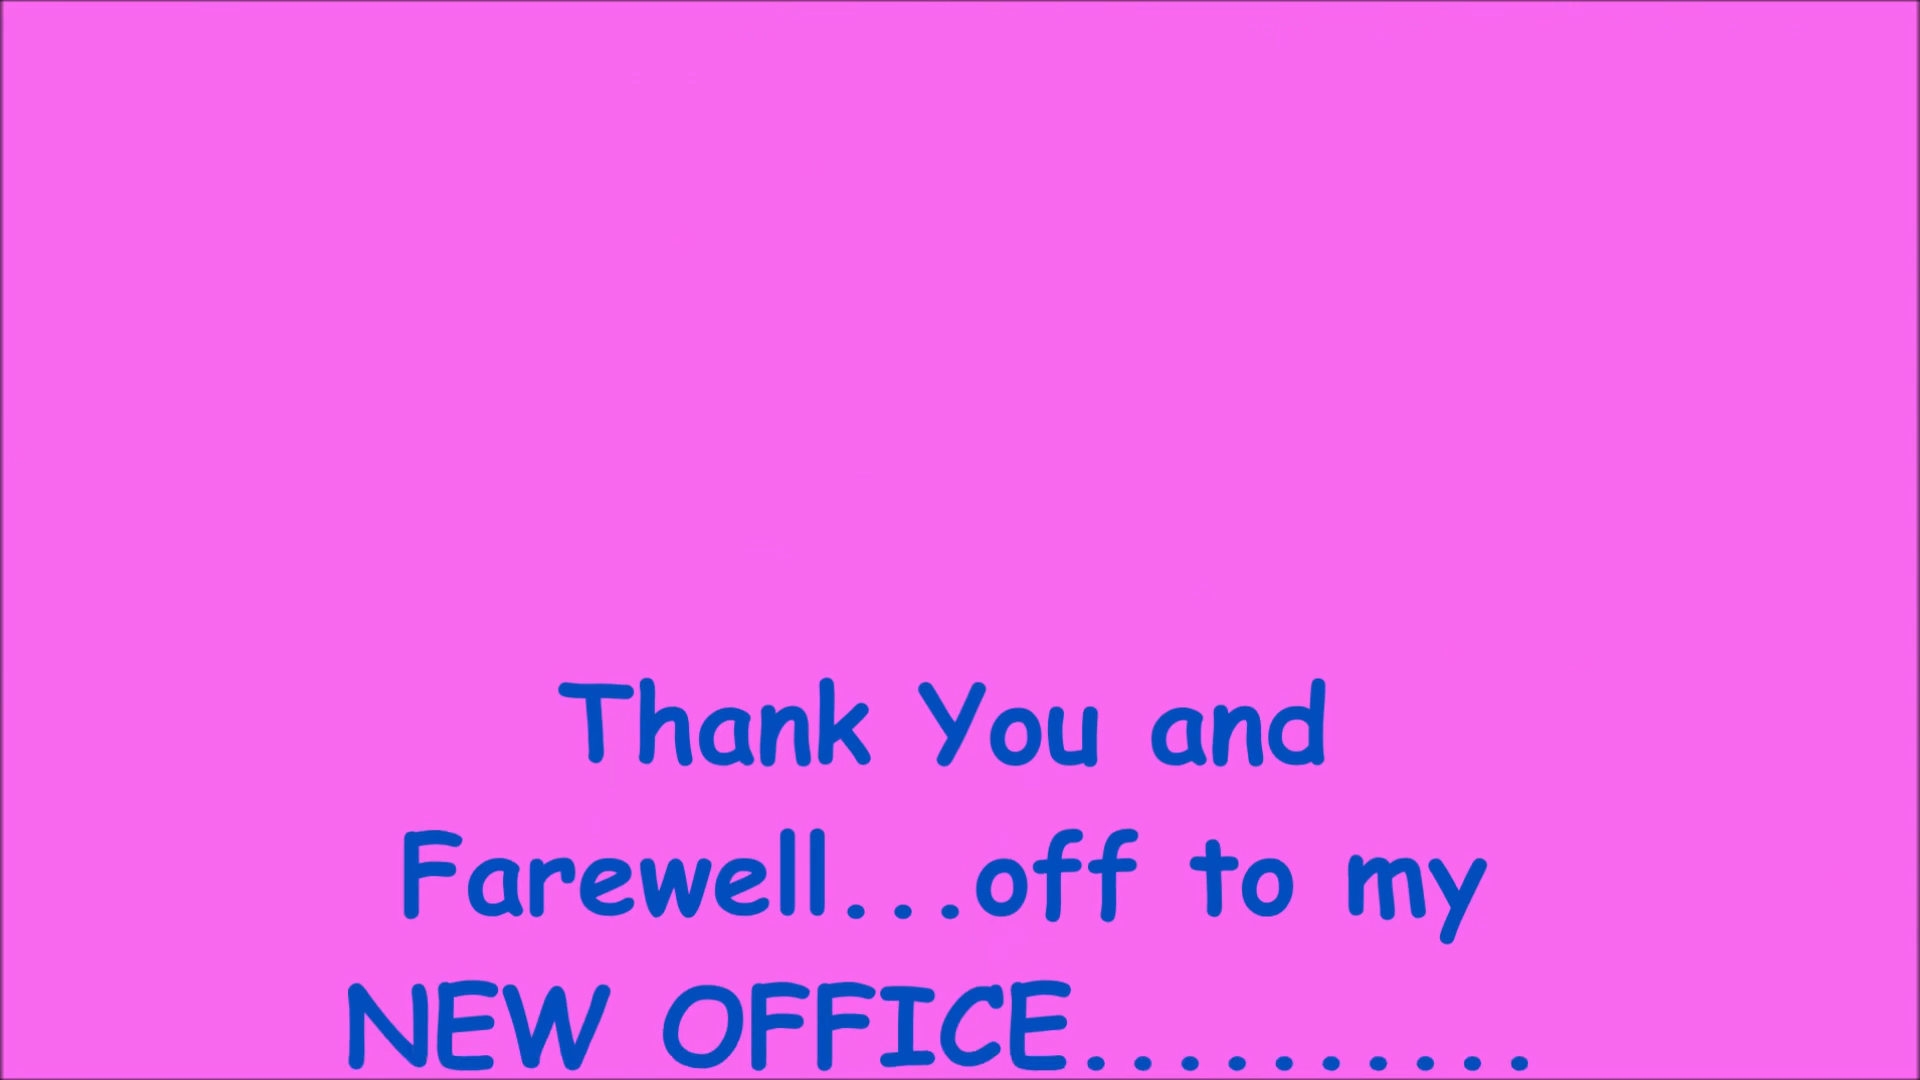 Thank You and
Farewell...off to my
NEW OFFICE..........